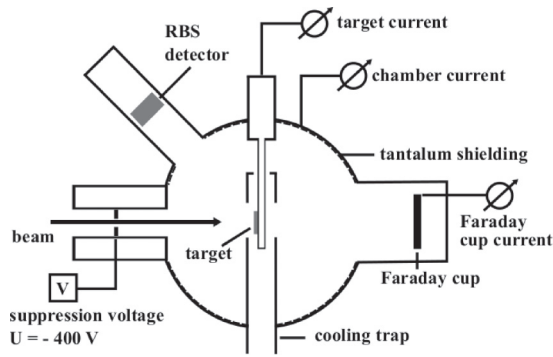 RBS
detector
target current
chamber current
tantalum shielding
beam
target
Faraday
cup current
Faraday cup
V
suppression voltage
U = - 400 V
cooling trap